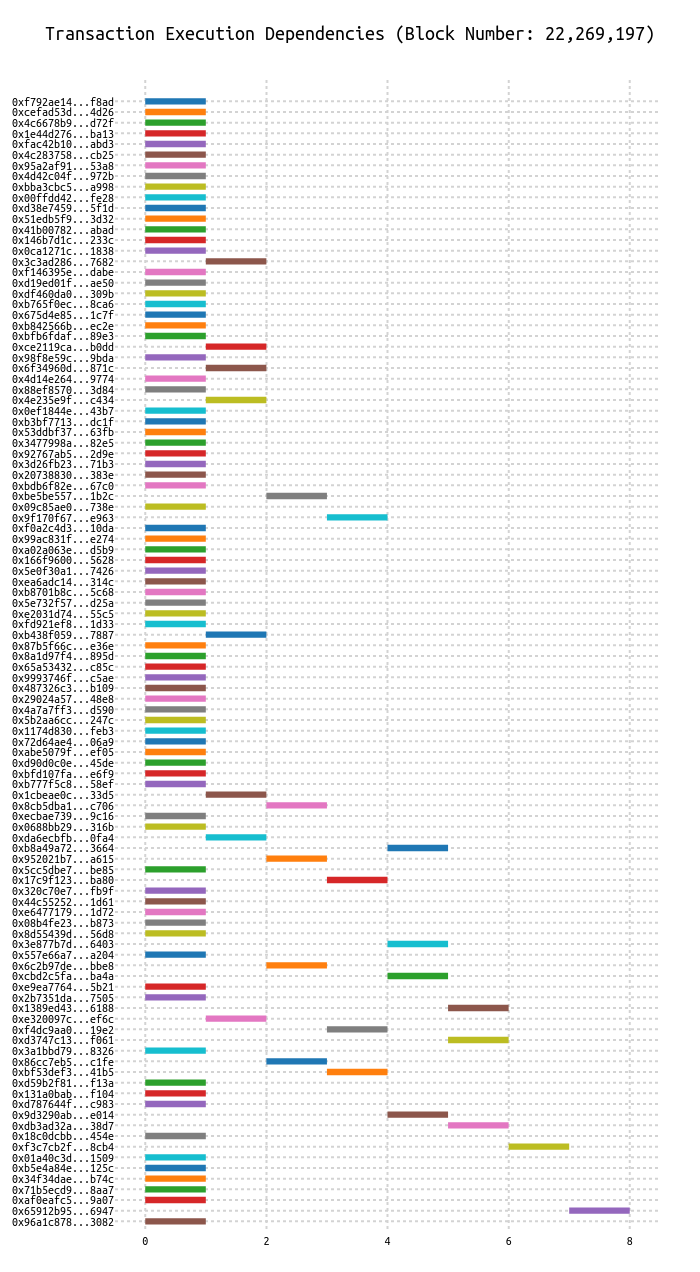 Transaction Execution Dependencies (Block Number: 22,269,197)
0xf792ae14...f8ad
0xcefad53d...4d26
0x4c6678b9...d72f
0x1e44d276...ba13
0xfac42b10...abd3
0x4c283758...cb25
0x95a2af91...53a8
0x4d42c04f...972b
0xbba3cbc5...a998
0x00ffdd42...fe28
0xd38e7459...5f1d
0x51edb5f9...3d32
0x41b00782...abad
0x146b7d1c...233c
0x0ca1271c...1838
0x3c3ad286...7682
0xf146395e...dabe
0xd19ed01f...ae50
0xdf460da0...309b
0xb765f0ec...8ca6
0x675d4e85...1c7f
0xb842566b...ec2e
0xbfb6fdaf...89e3
0xce2119ca...b0dd
0x98f8e59c...9bda
0x6f34960d...871c
0x4d14e264...9774
0x88ef8570...3d84
0x4e235e9f...c434
0x0ef1844e...43b7
0xb3bf7713...dc1f
0x53ddbf37...63fb
0x3477998a...82e5
0x92767ab5...2d9e
0x3d26fb23...71b3
0x20738830...383e
0xbdb6f82e...67c0
0xbe5be557...1b2c
0x09c85ae0...738e
0x9f170f67...e963
0xf0a2c4d3...10da
0x99ac831f...e274
0xa02a063e...d5b9
0x166f9600...5628
0x5e0f30a1...7426
0xea6adc14...314c
0xb8701b8c...5c68
0x5e732f57...d25a
0xe2031d74...55c5
0xfd921ef8...1d33
0xb438f059...7887
0x87b5f66c...e36e
0x8a1d97f4...895d
0x65a53432...c85c
0x9993746f...c5ae
0x487326c3...b109
0x29024a57...48e8
0x4a7a7ff3...d590
0x5b2aa6cc...247c
0x1174d830...feb3
0x72d64ae4...06a9
0xabe5079f...ef05
0xd90d0c0e...45de
0xbfd107fa...e6f9
0xb777f5c8...58ef
0x1cbeae0c...33d5
0x8cb5dba1...c706
0xecbae739...9c16
0x0688bb29...316b
0xda6ecbfb...0fa4
0xb8a49a72...3664
0x952021b7...a615
0x5cc5dbe7...be85
0x17c9f123...ba80
0x320c70e7...fb9f
0x44c55252...1d61
0xe6477179...1d72
0x08b4fe23...b873
0x8d55439d...56d8
0x3e877b7d...6403
0x557e66a7...a204
0x6c2b97de...bbe8
0xcbd2c5fa...ba4a
0xe9ea7764...5b21
0x2b7351da...7505
0x1389ed43...6188
0xe320097c...ef6c
0xf4dc9aa0...19e2
0xd3747c13...f061
0x3a1bbd79...8326
0x86cc7eb5...c1fe
0xbf53def3...41b5
0xd59b2f81...f13a
0x131a0bab...f104
0xd787644f...c983
0x9d3290ab...e014
0xdb3ad32a...38d7
0x18c0dcbb...454e
0xf3c7cb2f...8cb4
0x01a40c3d...1509
0xb5e4a84e...125c
0x34f34dae...b74c
0x71b5ecd9...8aa7
0xaf0eafc5...9a07
0x65912b95...6947
0x96a1c878...3082
0 2 4 6 8